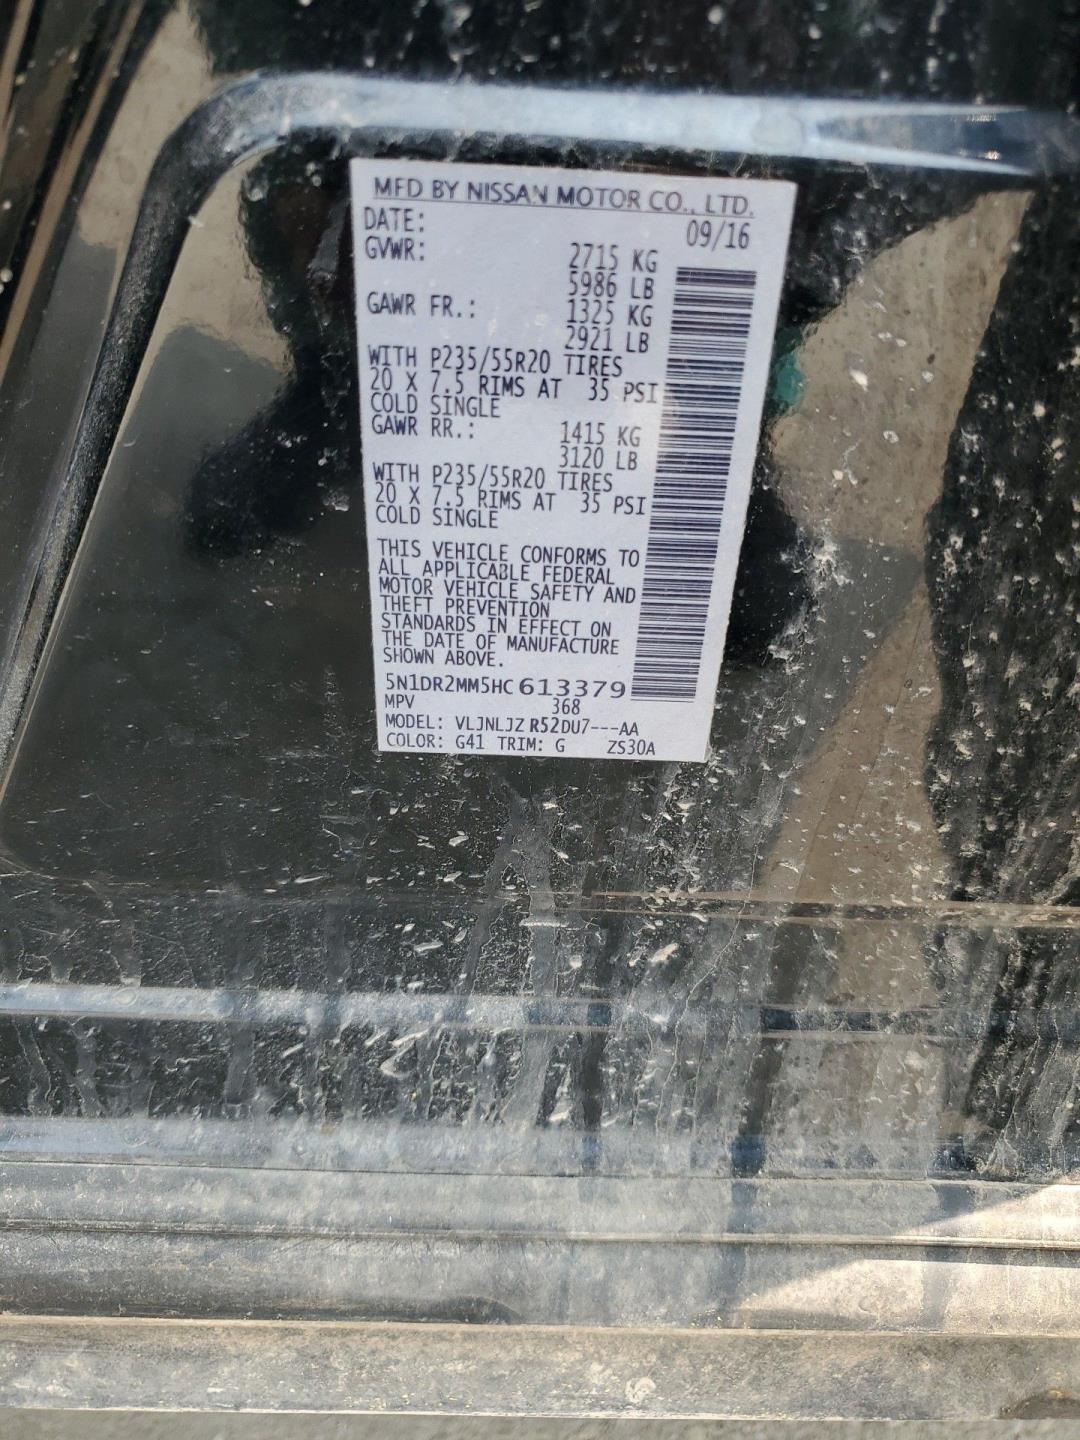 MFD BY NISSAN MOTOR CO., LTD.
DATE: 09/16
GVWR: 2715 KG
5986 LB
GAWR FR.: 1325 KG
2921 LB
WITH P235/55R20 TIRES
20 X 7.5 RIMS AT 35 PSI
COLD SINGLE
GAWR RR.: 1415 KG
3120 LB
WITH P235/55R20 TIRES
20 X 7.5 RIMS AT 35 PSI
COLD SINGLE
THIS VEHICLE CONFORMS TO
ALL APPLICABLE FEDERAL
MOTOR VEHICLE SAFETY AND
THEFT PREVENTION
STANDARDS IN EFFECT ON
THE DATE OF MANUFACTURE
SHOWN ABOVE.
5N1DR2MM5HC613379
MPV 368
MODEL: VLJNLJZ R52DU7---AA
COLOR: G41 TRIM: G ZS30A